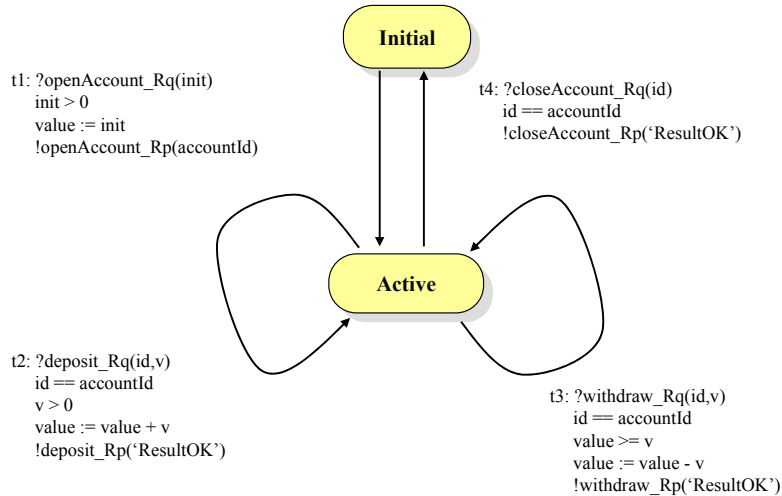 Initial
t1: ?openAccount_Rq(init)
init > 0
value := init
!openAccount_Rp(accountId)
t4: ?closeAccount_Rq(id)
id == accountId
!closeAccount_Rp(‘ResultOK’)
Active
t2: ?deposit_Rq(id,v)
id == accountId
v > 0
value := value + v
!deposit_Rp(‘ResultOK’)
t3: ?withdraw_Rq(id,v)
id == accountId
value >= v
value := value - v
!withdraw_Rp(‘ResultOK’)